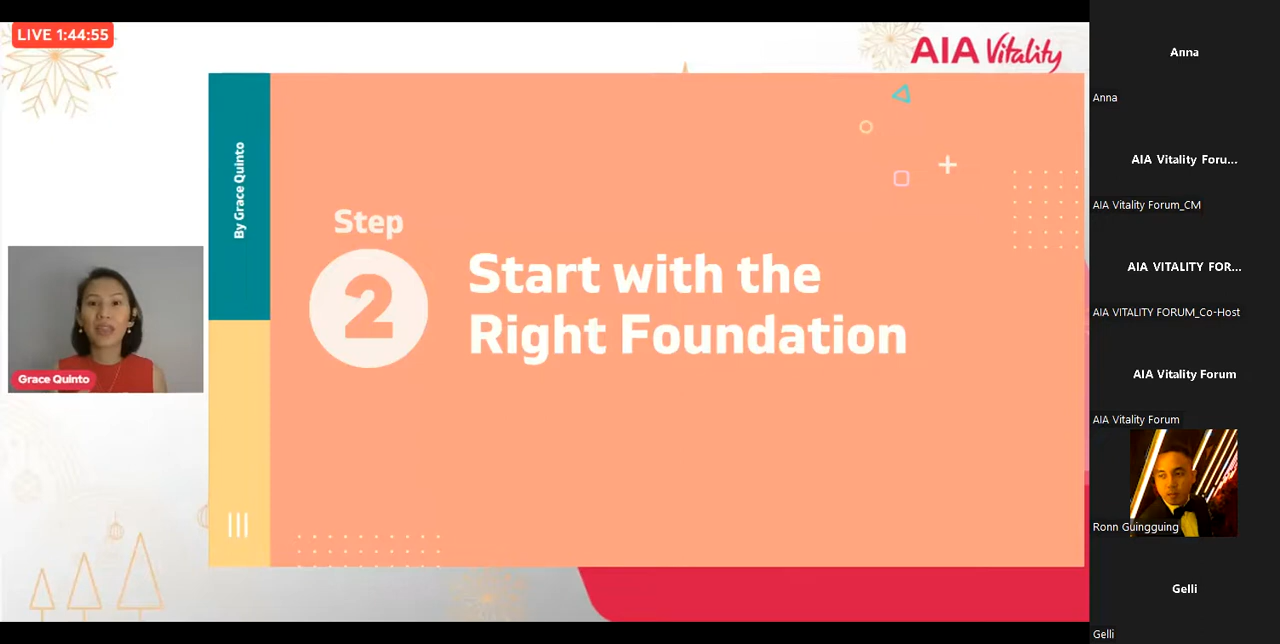 LIVE 1:44:55
AIA Vitality
By Grace Quinto
Step
2
Start with the
Right Foundation
Grace Quinto
Anna
Anna
AIA Vitality Foru...
AIA Vitality Forum_CM
AIA VITALITY FOR...
AIA VITALITY FORUM_Co-Host
AIA Vitality Forum
AIA Vitality Forum
Ronn Guingguing
Gelli
Gelli